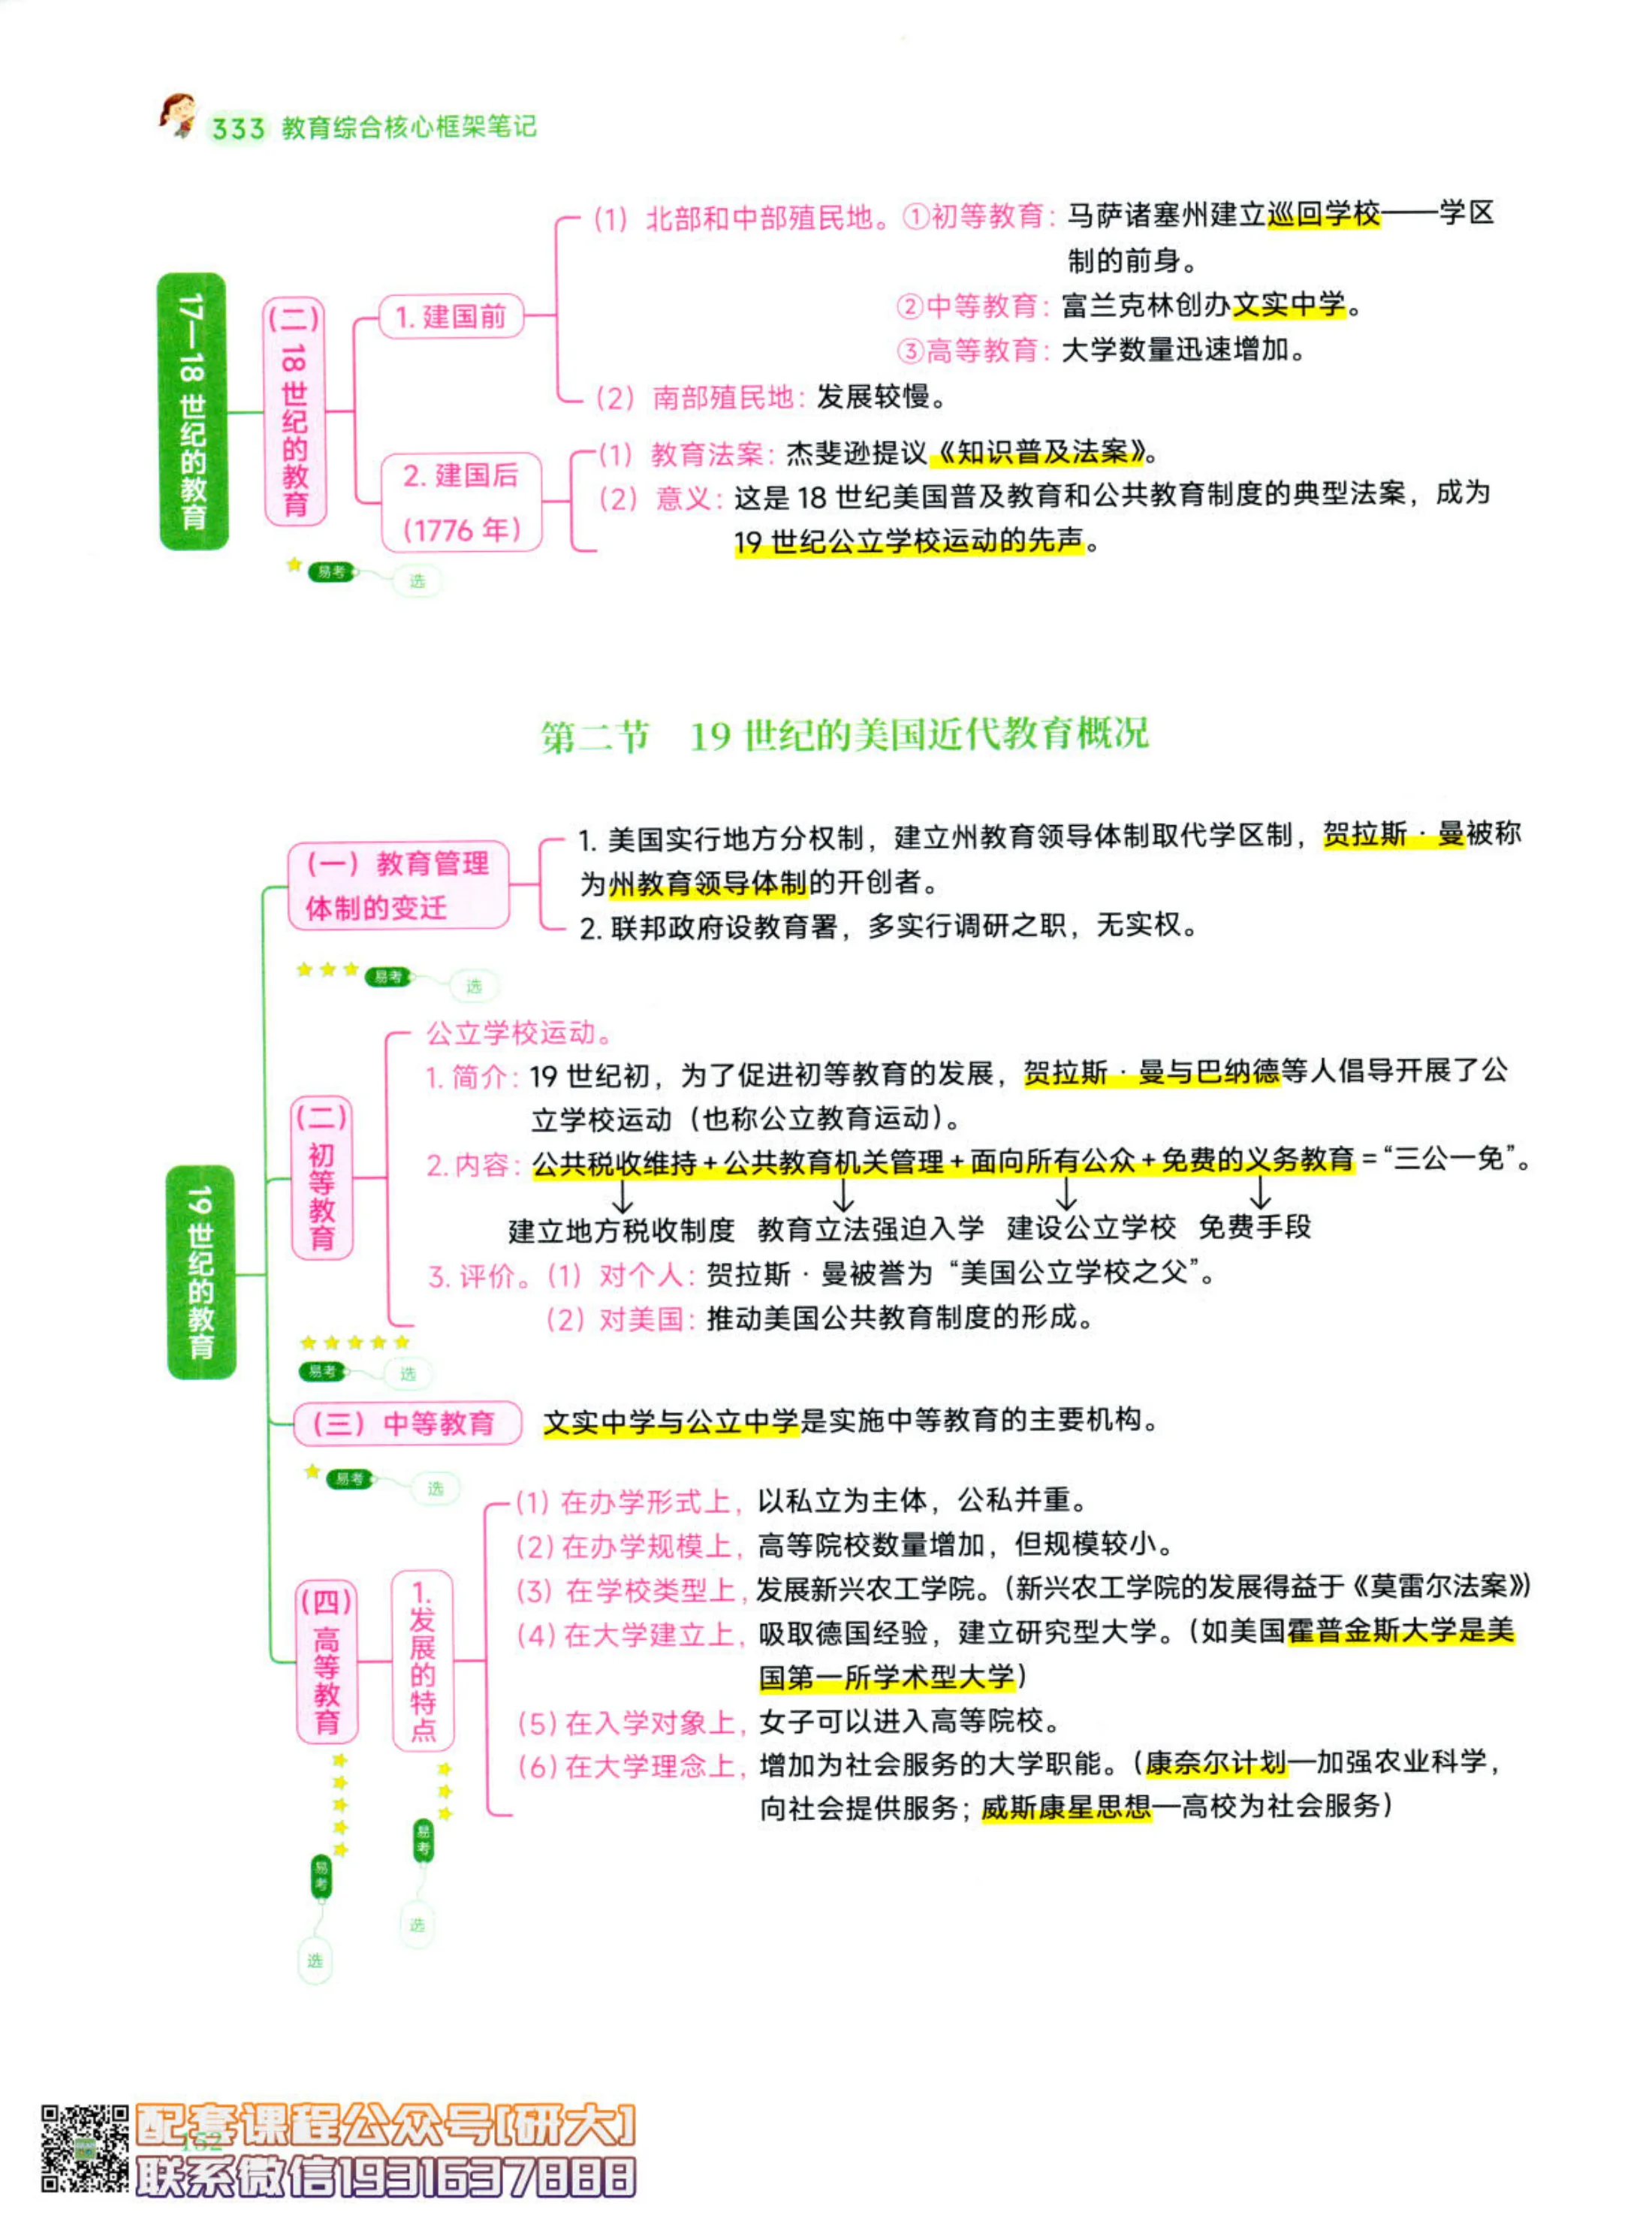 333 教育综合核心框架笔记
17—18世纪的教育
(二) 18世纪的教育
1. 建国前
(1) 北部和中部殖民地。①初等教育：马萨诸塞州建立巡回学校——学区
制的前身。
②中等教育：富兰克林创办文实中学。
③高等教育：大学数量迅速增加。
(2) 南部殖民地：发展较慢。
2. 建国后
(1776 年)
(1) 教育法案：杰斐逊提议《知识普及法案》。
(2) 意义：这是 18 世纪美国普及教育和公共教育制度的典型法案，成为
19 世纪公立学校运动的先声。
易考 选
第二节 19 世纪的美国近代教育概况
19世纪的教育
(一) 教育管理
体制的变迁
1. 美国实行地方分权制，建立州教育领导体制取代学区制，贺拉斯·曼被称
为州教育领导体制的开创者。
2. 联邦政府设教育署，多实行调研之职，无实权。
易考 选
(二) 初等教育
公立学校运动。
1. 简介：19 世纪初，为了促进初等教育的发展，贺拉斯·曼与巴纳德等人倡导开展了公
立学校运动（也称公立教育运动）。
2. 内容：公共税收维持+公共教育机关管理+面向所有公众+免费的义务教育=“三公一免”。
建立地方税收制度 教育立法强迫入学 建设公立学校 免费手段
3. 评价。(1) 对个人：贺拉斯·曼被誉为“美国公立学校之父”。
(2) 对美国：推动美国公共教育制度的形成。
易考 选
(三) 中等教育 文实中学与公立中学是实施中等教育的主要机构。
易考 选
(四) 高等教育
1. 发展的特点
(1) 在办学形式上，以私立为主体，公私并重。
(2) 在办学规模上，高等院校数量增加，但规模较小。
(3) 在学校类型上，发展新兴农工学院。（新兴农工学院的发展得益于《莫雷尔法案》）
(4) 在大学建立上，吸取德国经验，建立研究型大学。（如美国霍普金斯大学是美
国第一所学术型大学）
(5) 在入学对象上，女子可以进入高等院校。
(6) 在大学理念上，增加为社会服务的大学职能。（康奈尔计划—加强农业科学，
向社会提供服务；威斯康星思想—高校为社会服务）
易考 选
易考 选
配套课程公众号[研大]
152
联系微信1931637888